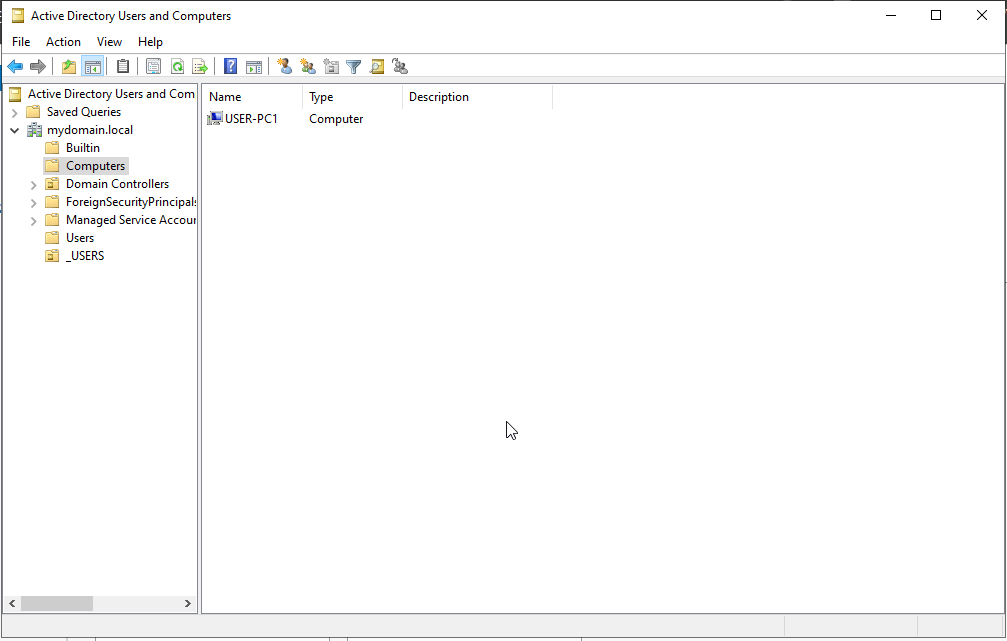 Active Directory Users and Computers
File Action View Help
Active Directory Users and Com
Saved Queries
mydomain.local
Builtin
Computers
Domain Controllers
ForeignSecurityPrincipals
Managed Service Accour
Users
_USERS
Name Type Description
USER-PC1 Computer